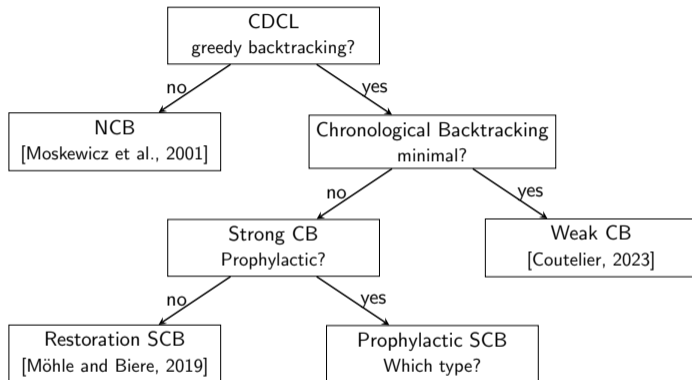 CDCL
greedy backtracking?
no
yes
NCB
[Moskewicz et al., 2001]
Chronological Backtracking
minimal?
no
yes
Strong CB
Prophylactic?
Weak CB
[Coutelier, 2023]
no
yes
Restoration SCB
[Möhle and Biere, 2019]
Prophylactic SCB
Which type?